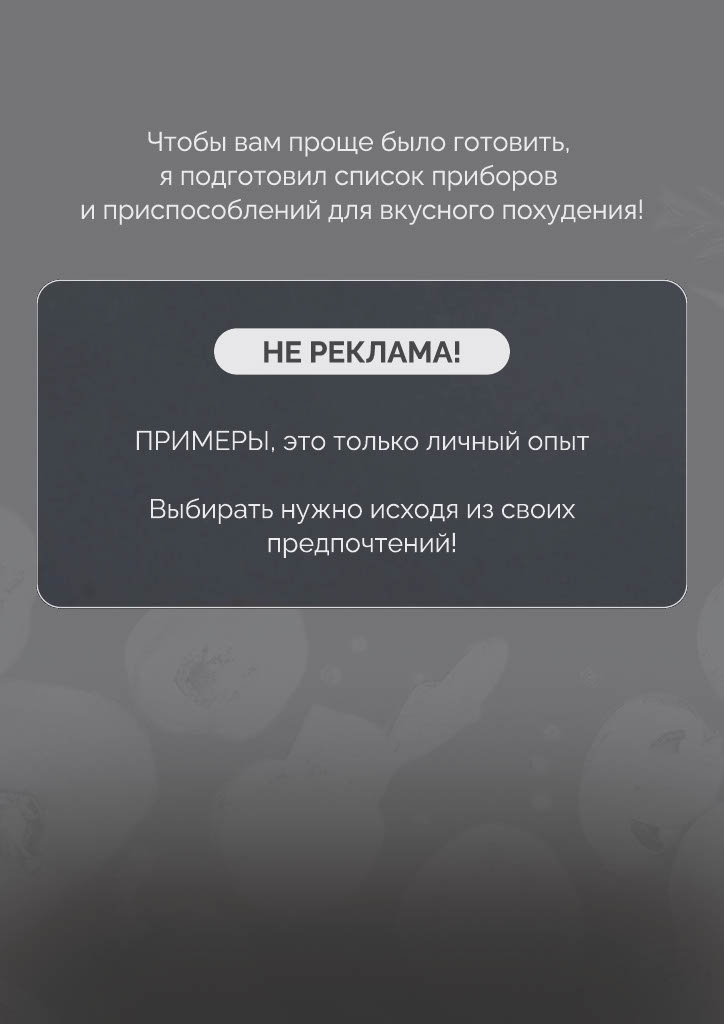 Чтобы вам проще было готовить,
я подготовил список приборов
и приспособлений для вкусного похудения!
НЕ РЕКЛАМА!
ПРИМЕРЫ, это только личный опыт
Выбирать нужно исходя из своих
предпочтений!